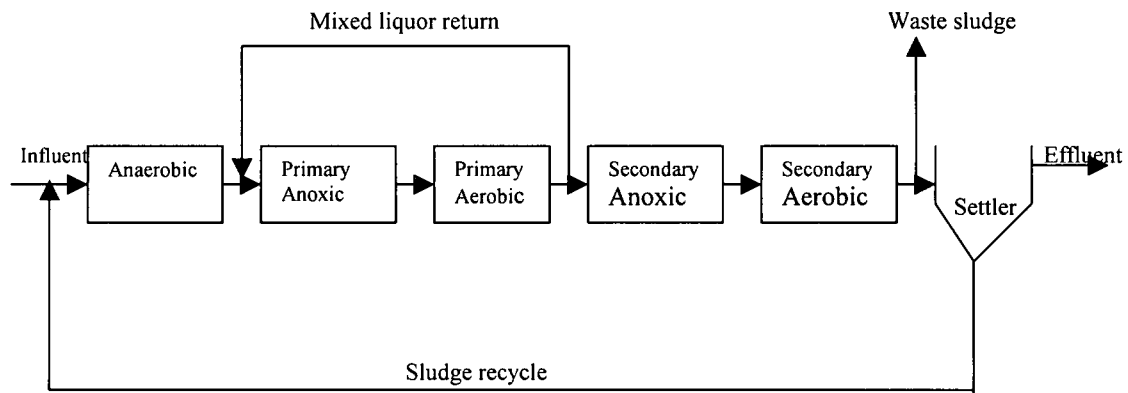 Mixed liquor return
Waste sludge
Influent
Anaerobic
Primary
Anoxic
Primary
Aerobic
Secondary
Anoxic
Secondary
Aerobic
Effluent
Settler
Sludge recycle